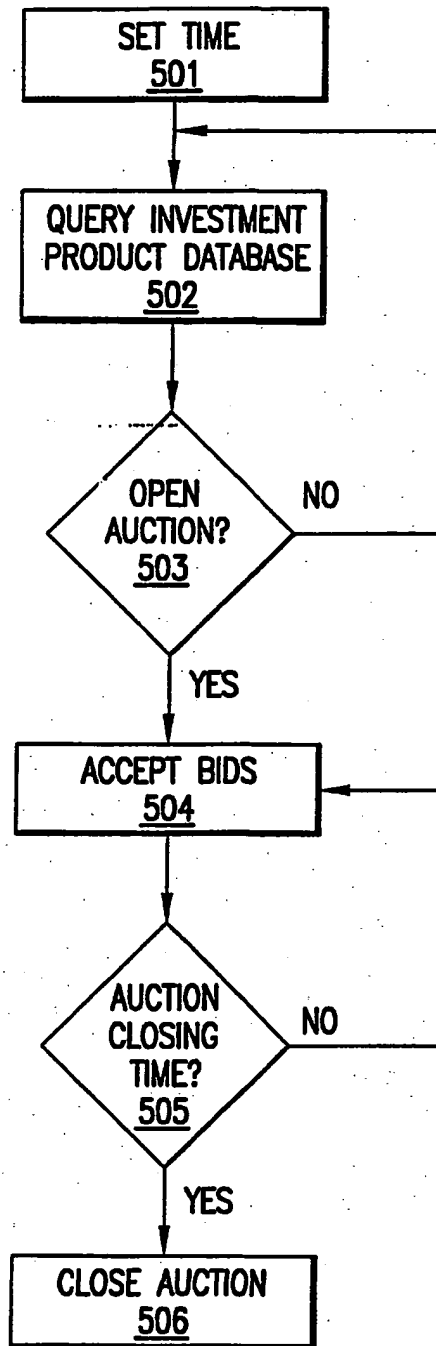 SET TIME
501
QUERY INVESTMENT
PRODUCT DATABASE
502
OPEN
AUCTION?
503
NO
YES
ACCEPT BIDS
504
AUCTION
CLOSING
TIME?
505
NO
YES
CLOSE AUCTION
506